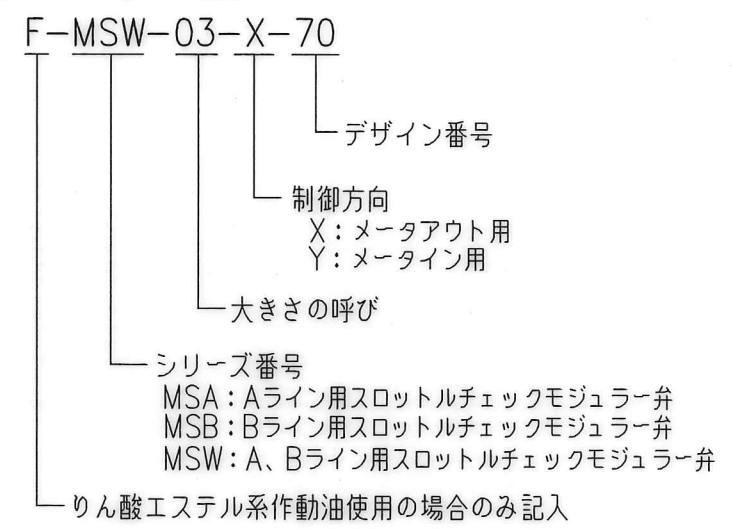 F-MSW-03-X-70
デザイン番号
制御方向
X：メータアウト用
Y：メータイン用
大きさの呼び
シリーズ番号
MSA：Aライン用スロットルチェックモジュラー弁
MSB：Bライン用スロットルチェックモジュラー弁
MSW：A、Bライン用スロットルチェックモジュラー弁
りん酸エステル系作動油使用の場合のみ記入